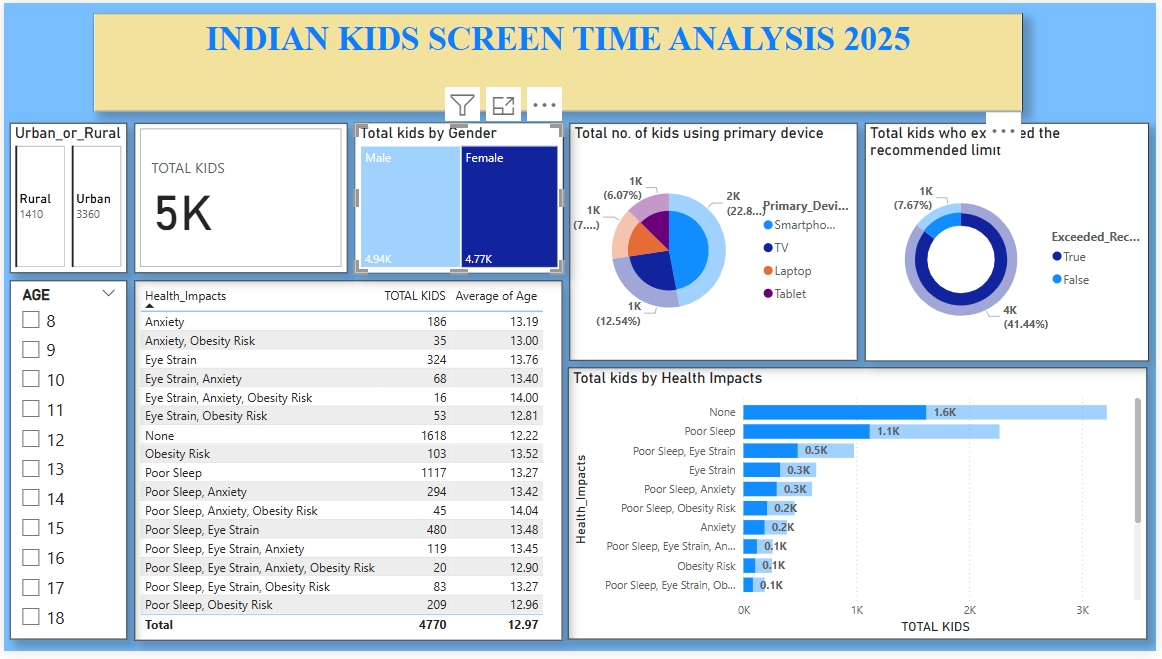 INDIAN KIDS SCREEN TIME ANALYSIS 2025
Urban_or_Rural
Rural
1410
Urban
3360
TOTAL KIDS
5K
Total kids by Gender
Male
4.94K
Female
4.77K
Total no. of kids using primary device
1K
(6.07%)
2K
(22.8...)
1K
(7....)
1K
(12.54%)
Primary_Devi...
Smartpho...
TV
Laptop
Tablet
Total kids who ex ed the
recommended limit
1K
(7.67%)
4K
(41.44%)
Exceeded_Rec...
True
False
AGE
8
9
10
11
12
13
14
15
16
17
18
Health_Impacts TOTAL KIDS Average of Age
Anxiety 186 13.19
Anxiety, Obesity Risk 35 13.00
Eye Strain 324 13.76
Eye Strain, Anxiety 68 13.40
Eye Strain, Anxiety, Obesity Risk 16 14.00
Eye Strain, Obesity Risk 53 12.81
None 1618 12.22
Obesity Risk 103 13.52
Poor Sleep 1117 13.27
Poor Sleep, Anxiety 294 13.42
Poor Sleep, Anxiety, Obesity Risk 45 14.04
Poor Sleep, Eye Strain 480 13.48
Poor Sleep, Eye Strain, Anxiety 119 13.45
Poor Sleep, Eye Strain, Anxiety, Obesity Risk 20 12.90
Poor Sleep, Eye Strain, Obesity Risk 83 13.27
Poor Sleep, Obesity Risk 209 12.96
Total 4770 12.97
Total kids by Health Impacts
Health_Impacts
None 1.6K
Poor Sleep 1.1K
Poor Sleep, Eye Strain 0.5K
Eye Strain 0.3K
Poor Sleep, Anxiety 0.3K
Poor Sleep, Obesity Risk 0.2K
Anxiety 0.2K
Poor Sleep, Eye Strain, An... 0.1K
Obesity Risk 0.1K
Poor Sleep, Eye Strain, Ob... 0.1K
0K 1K 2K 3K
TOTAL KIDS